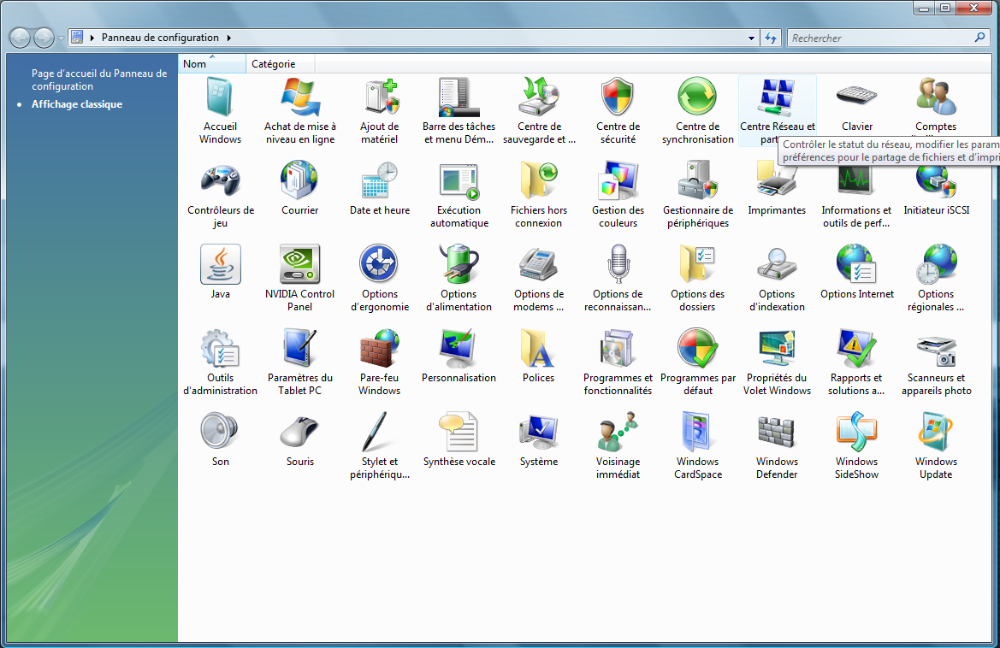 Panneau de configuration
Rechercher
Page d'accueil du Panneau de
configuration
Affichage classique
Nom
Catégorie
Accueil
Windows
Achat de mise à
niveau en ligne
Ajout de
matériel
Barre des tâches
et menu Dém...
Centre de
sauvegarde et ...
Centre de
sécurité
Centre de
synchronisation
Centre Réseau et
part
Clavier
Comptes
Contrôler le statut du réseau, modifier les param
préférences pour le partage de fichiers et d'impri
Contrôleurs de
jeu
Courrier
Date et heure
Exécution
automatique
Fichiers hors
connexion
Gestion des
couleurs
Gestionnaire de
périphériques
Imprimantes
Informations et
outils de perf...
Initiateur iSCSI
Java
NVIDIA Control
Panel
Options
d'ergonomie
Options
d'alimentation
Options de
modems ...
Options de
reconnaissan...
Options des
dossiers
Options
d'indexation
Options Internet
Options
régionales ...
Outils
d'administration
Paramètres du
Tablet PC
Pare-feu
Windows
Personnalisation
Polices
Programmes et
fonctionnalités
Programmes par
défaut
Propriétés du
Volet Windows
Rapports et
solutions a...
Scanneurs et
appareils photo
Son
Souris
Stylet et
périphériqu...
Synthèse vocale
Système
Voisinage
immédiat
Windows
CardSpace
Windows
Defender
Windows
SideShow
Windows
Update